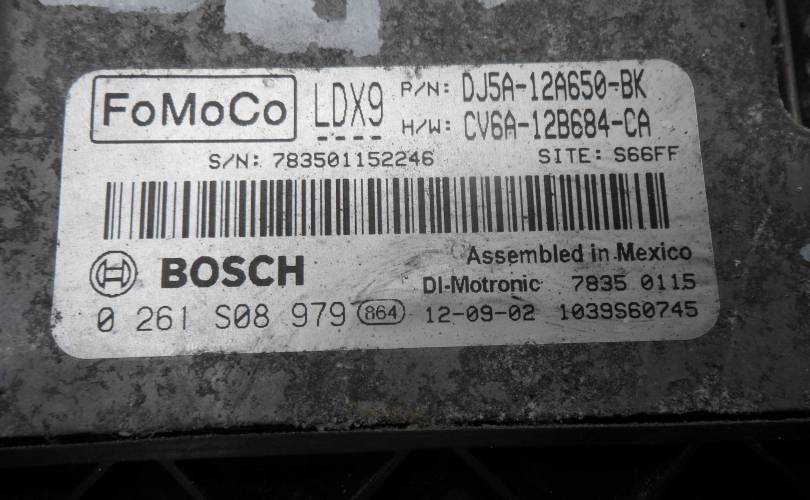 FoMoCo LDX9 P/N: DJ5A-12A650-BK
H/W: CV6A-12B684-CA
S/N: 783501152246 SITE: S66FF
BOSCH Assembled in Mexico
DI-Motronic 7835 0115
0 261 S08 979 864 12-09-02 1039S60745